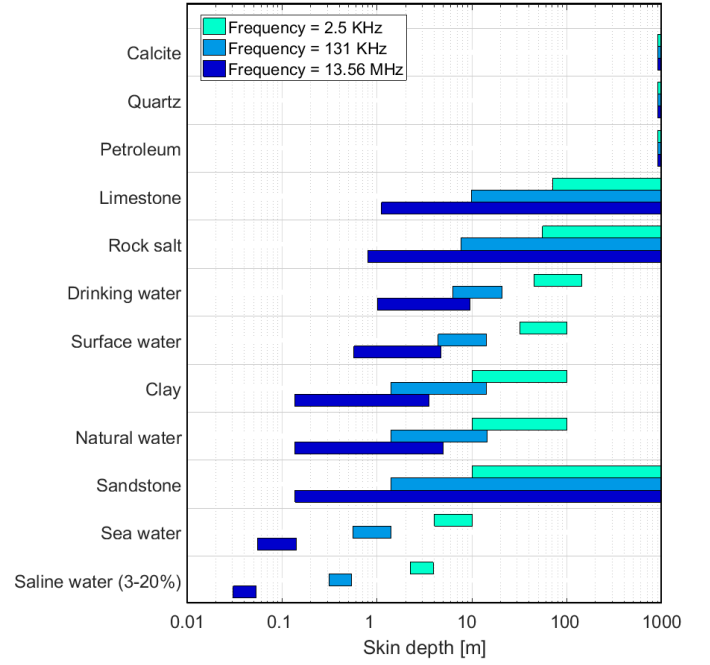 Frequency = 2.5 KHz
Frequency = 131 KHz
Frequency = 13.56 MHz
Calcite
Quartz
Petroleum
Limestone
Rock salt
Drinking water
Surface water
Clay
Natural water
Sandstone
Sea water
Saline water (3-20%)
0.01 0.1 1 10 100 1000
Skin depth [m]